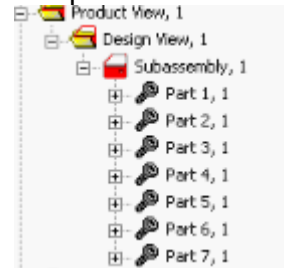 Product View, 1
Design View, 1
Subassembly, 1
Part 1, 1
Part 2, 1
Part 3, 1
Part 4, 1
Part 5, 1
Part 6, 1
Part 7, 1